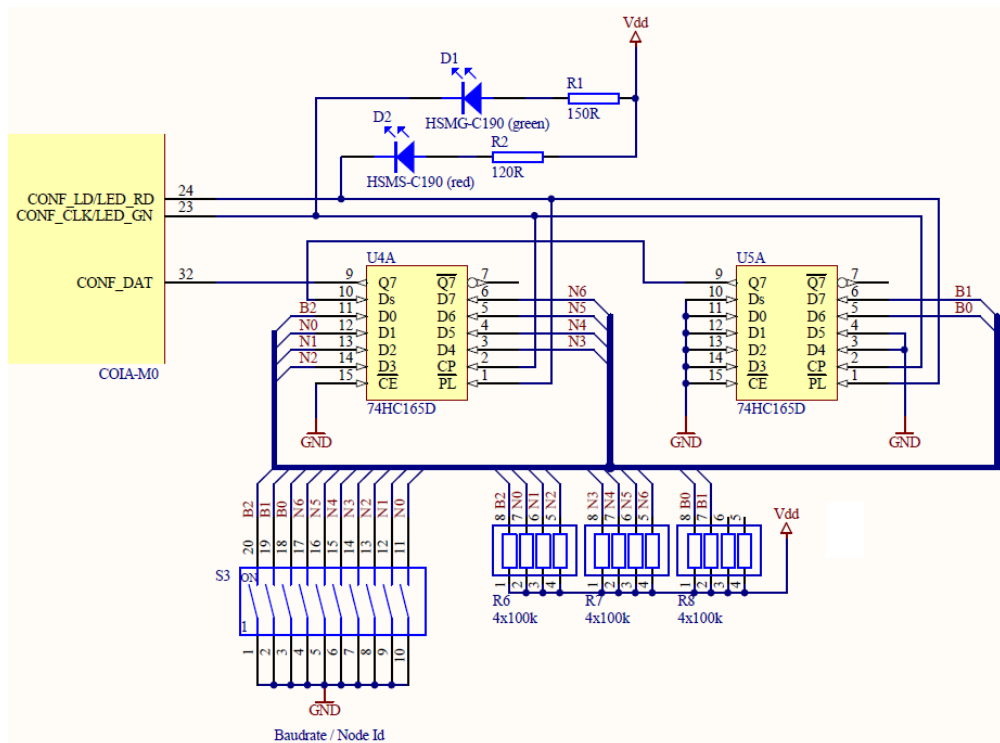 Vdd
D1
R1
150R
HSMG-C190 (green)
D2
R2
120R
HSMS-C190 (red)
CONF_LD/LED_RD 24
CONF_CLK/LED_GN 23
CONF_DAT 32
COIA-M0
U4A
9 Q7 Q7 7
10 Ds D7 6 N6
B2 11 D0 D6 5 N5
N0 12 D1 D5 4 N4
N1 13 D2 D4 3 N3
N2 14 D3 CP 2
15 CE PL 1
74HC165D
GND
U5A
9 Q7 Q7 7
10 Ds D7 6 B1
11 D0 D6 5 B0
12 D1 D5 4
13 D2 D4 3
14 D3 CP 2
15 CE PL 1
74HC165D
GND
GND
B2 B1 B0 N6 N5 N4 N3 N2 N1 N0
20 19 18 17 16 15 14 13 12 11
S3
ON
1
1 2 3 4 5 6 7 8 9 10
GND
Baudrate / Node Id
B2 N0 N1 N2
8 7 6 5
1 2 3 4
R6
4x100k
N3 N4 N5 N6
8 7 6 5
1 2 3 4
R7
4x100k
B0 B1
8 7 6 5
1 2 3 4
R8
4x100k
Vdd